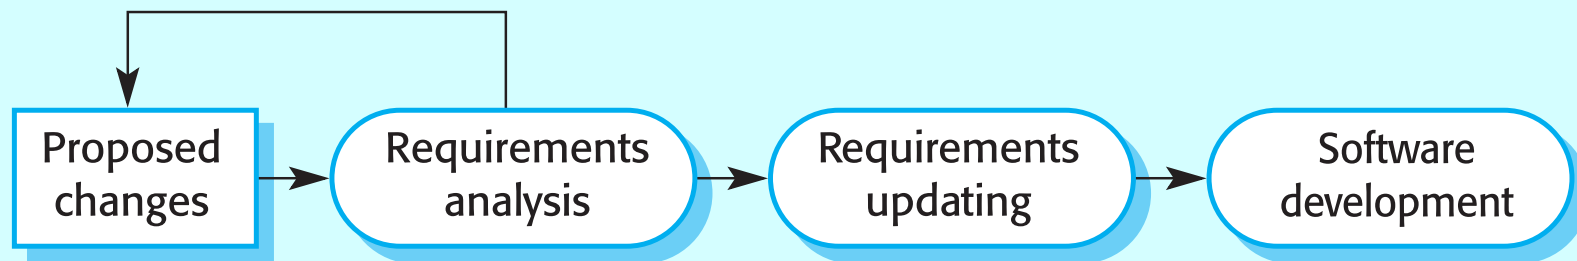 Proposed
changes
Requirements
analysis
Requirements
updating
Software
development